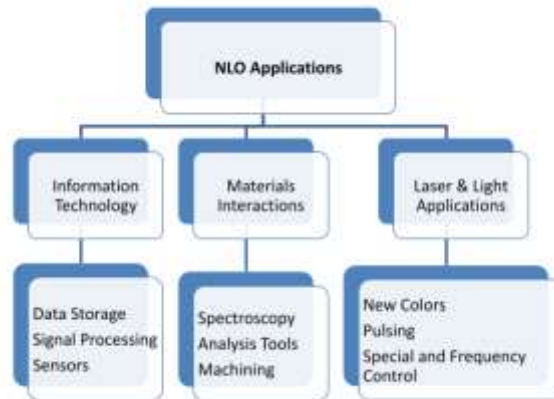 NLO Applications
Information
Technology
Materials
Interactions
Laser & Light
Applications
Data Storage
Signal Processing
Sensors
Spectroscopy
Analysis Tools
Machining
New Colors
Pulsing
Special and Frequency
Control